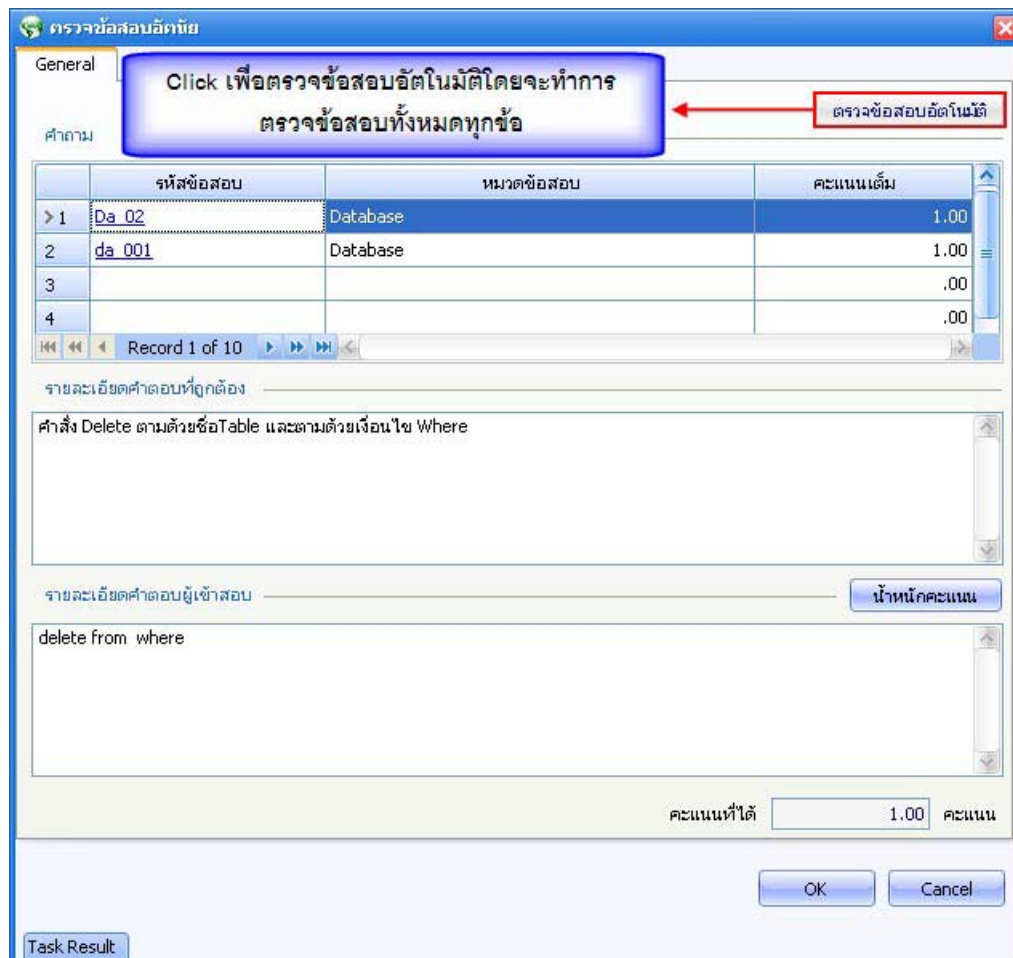 ตรวจข้อสอบอัตนัย
General
Click เพื่อตรวจข้อสอบอัตโนมัติโดยจะทำการ
ตรวจข้อสอบทั้งหมดทุกข้อ
ตรวจข้อสอบอัตโนมัติ
คำถาม
รหัสข้อสอบ หมวดข้อสอบ คะแนนเต็ม
1 Da_02 Database 1.00
2 da_001 Database 1.00
3 .00
4 .00
Record 1 of 10
รายละเอียดคำตอบที่ถูกต้อง
คำสั่ง Delete ตามด้วยชื่อTable และตามด้วยเงื่อนไข Where
รายละเอียดคำตอบผู้เข้าสอบ น้ำหนักคะแนน
delete from where
คะแนนที่ได้ 1.00 คะแนน
OK Cancel
Task Result